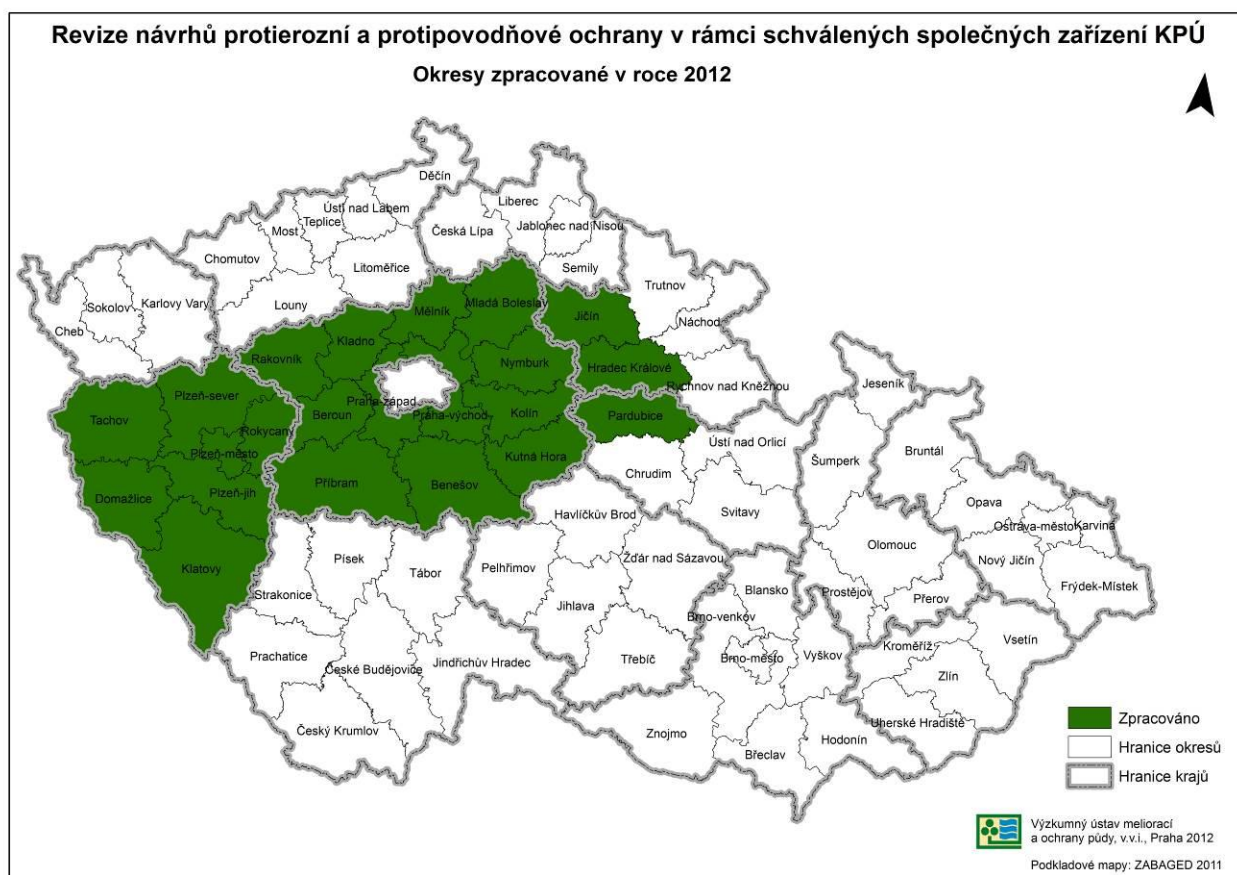 Revize návrhů protierozní a protipovodňové ochrany v rámci schválených společných zařízení KPÚ
Okresy zpracované v roce 2012
Děčín
Liberec
Ústí nad Labem
Teplice
Most
Česká Lípa
Jablonec nad Nisou
Chomutov
Litoměřice
Semily
Trutnov
Sokolov
Karlovy Vary
Louny
Mělník
Mladá Boleslav
Jičín
Náchod
Cheb
Kladno
Rakovník
Nymburk
Hradec Králové
Rychnov nad Kněžnou
Jeseník
Plzeň-sever
Praha-západ
Tachov
Beroun
Praha-východ
Kolín
Pardubice
Rokycany
Ústí nad Orlicí
Plzeň-město
Kutná Hora
Šumperk
Bruntál
Chrudim
Domažlice
Plzeň-jih
Příbram
Benešov
Svitavy
Opava
Havlíčkův Brod
Ostrava-město
Karviná
Olomouc
Klatovy
Písek
Tábor
Pelhřimov
Žďár nad Sázavou
Nový Jičín
Frýdek-Místek
Strakonice
Blansko
Prostějov
Přerov
Jihlava
Brno-venkov
Vsetín
Kroměříž
Prachatice
České Budějovice
Jindřichův Hradec
Třebíč
Brno-město
Vyškov
Zlín
Český Krumlov
Uherské Hradiště
Znojmo
Břeclav
Hodonín
Zpracováno
Hranice okresů
Hranice krajů
Výzkumný ústav meliorací
a ochrany půdy, v.v.i., Praha 2012
Podkladové mapy: ZABAGED 2011